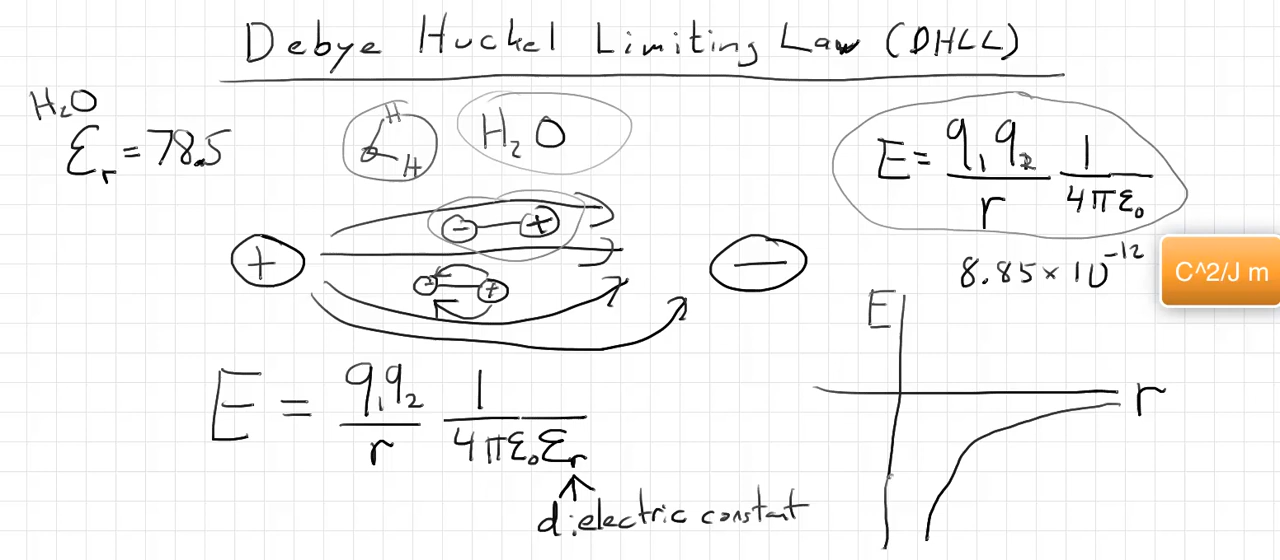 Debye Huckel Limiting Law (DHLL)
H₂O
εᵣ = 78.5
H
H
H₂O
E = q₁q₂/r 1/4πε₀
8.85 × 10⁻¹²
C^2/J m
− +
+
−
− +
E
r
E = q₁q₂/r 1/4πε₀εᵣ
dielectric constant